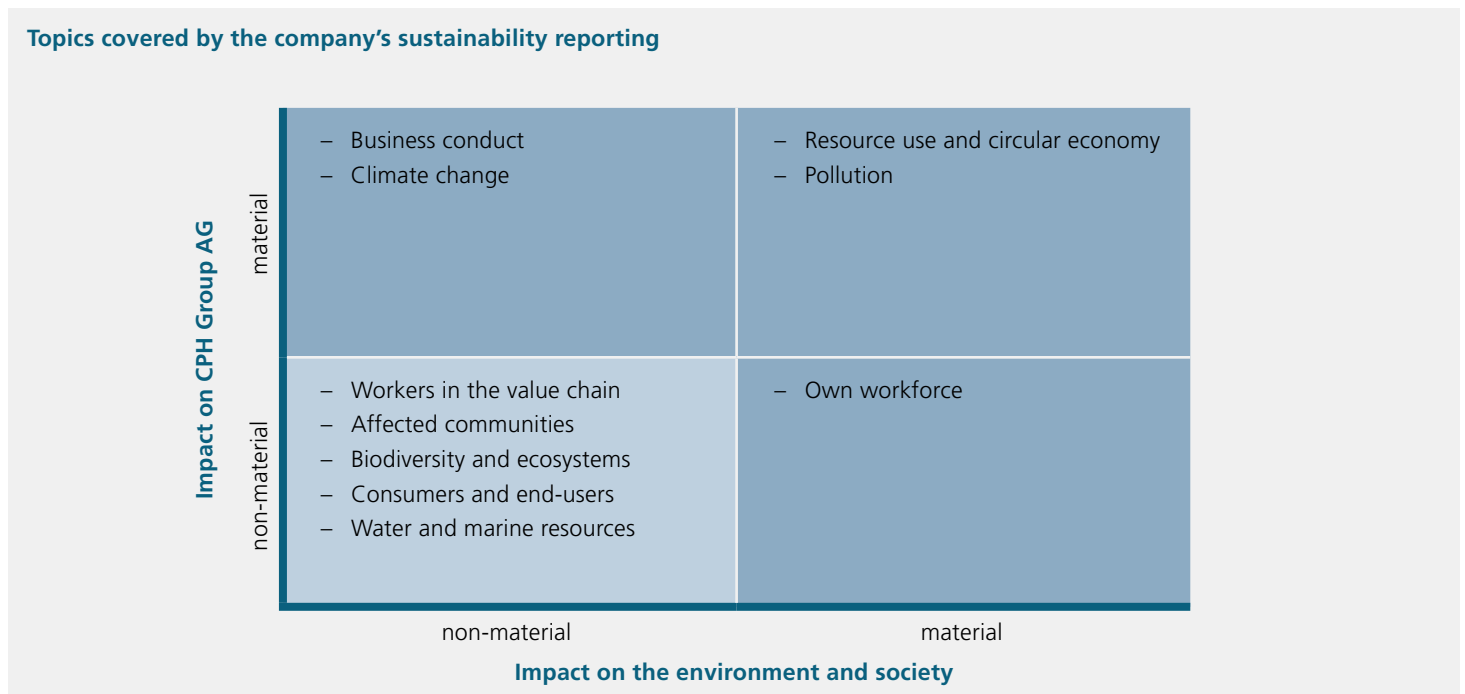 Topics covered by the company’s sustainability reporting
Impact on CPH Group AG
material
– Business conduct
– Climate change
– Resource use and circular economy
– Pollution
non-material
– Workers in the value chain
– Affected communities
– Biodiversity and ecosystems
– Consumers and end-users
– Water and marine resources
– Own workforce
non-material
material
Impact on the environment and society